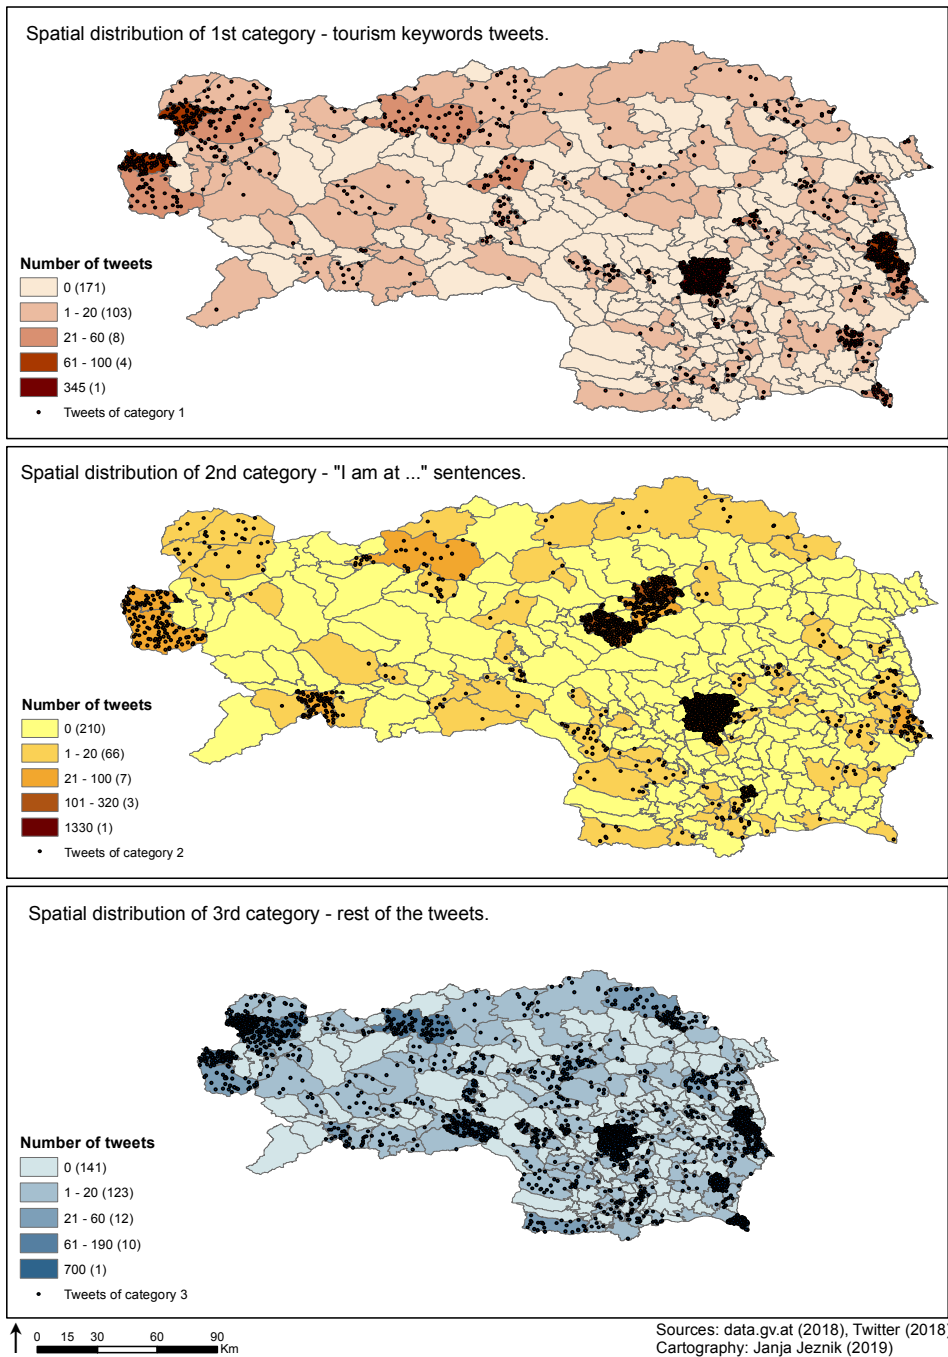 Spatial distribution of 1st category - tourism keywords tweets.
Number of tweets
0 (171)
1 - 20 (103)
21 - 60 (8)
61 - 100 (4)
345 (1)
Tweets of category 1
Spatial distribution of 2nd category - "I am at ..." sentences.
Number of tweets
0 (210)
1 - 20 (66)
21 - 100 (7)
101 - 320 (3)
1330 (1)
Tweets of category 2
Spatial distribution of 3rd category - rest of the tweets.
Number of tweets
0 (141)
1 - 20 (123)
21 - 60 (12)
61 - 190 (10)
700 (1)
Tweets of category 3
0 15 30 60 90
Km
Sources: data.gv.at (2018), Twitter (2018)
Cartography: Janja Jeznik (2019)